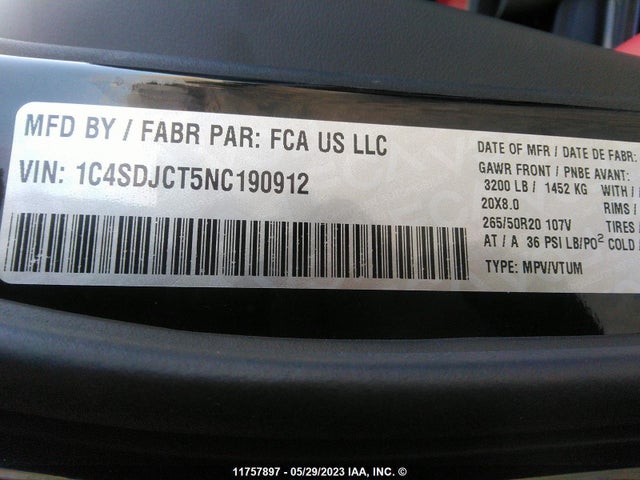 MFD BY / FABR PAR: FCA US LLC
VIN: 1C4SDJCT5NC190912
DATE OF MFR / DATE DE FABR:
GAWR FRONT / PNBE AVANT:
3200 LB / 1452 KG WITH /
20X8.0 RIMS /
265/50R20 107V TIRES /
AT / A 36 PSI LB/PO² COLD /
TYPE: MPV/VTUM
11757897 - 05/29/2023 IAA, INC. ©